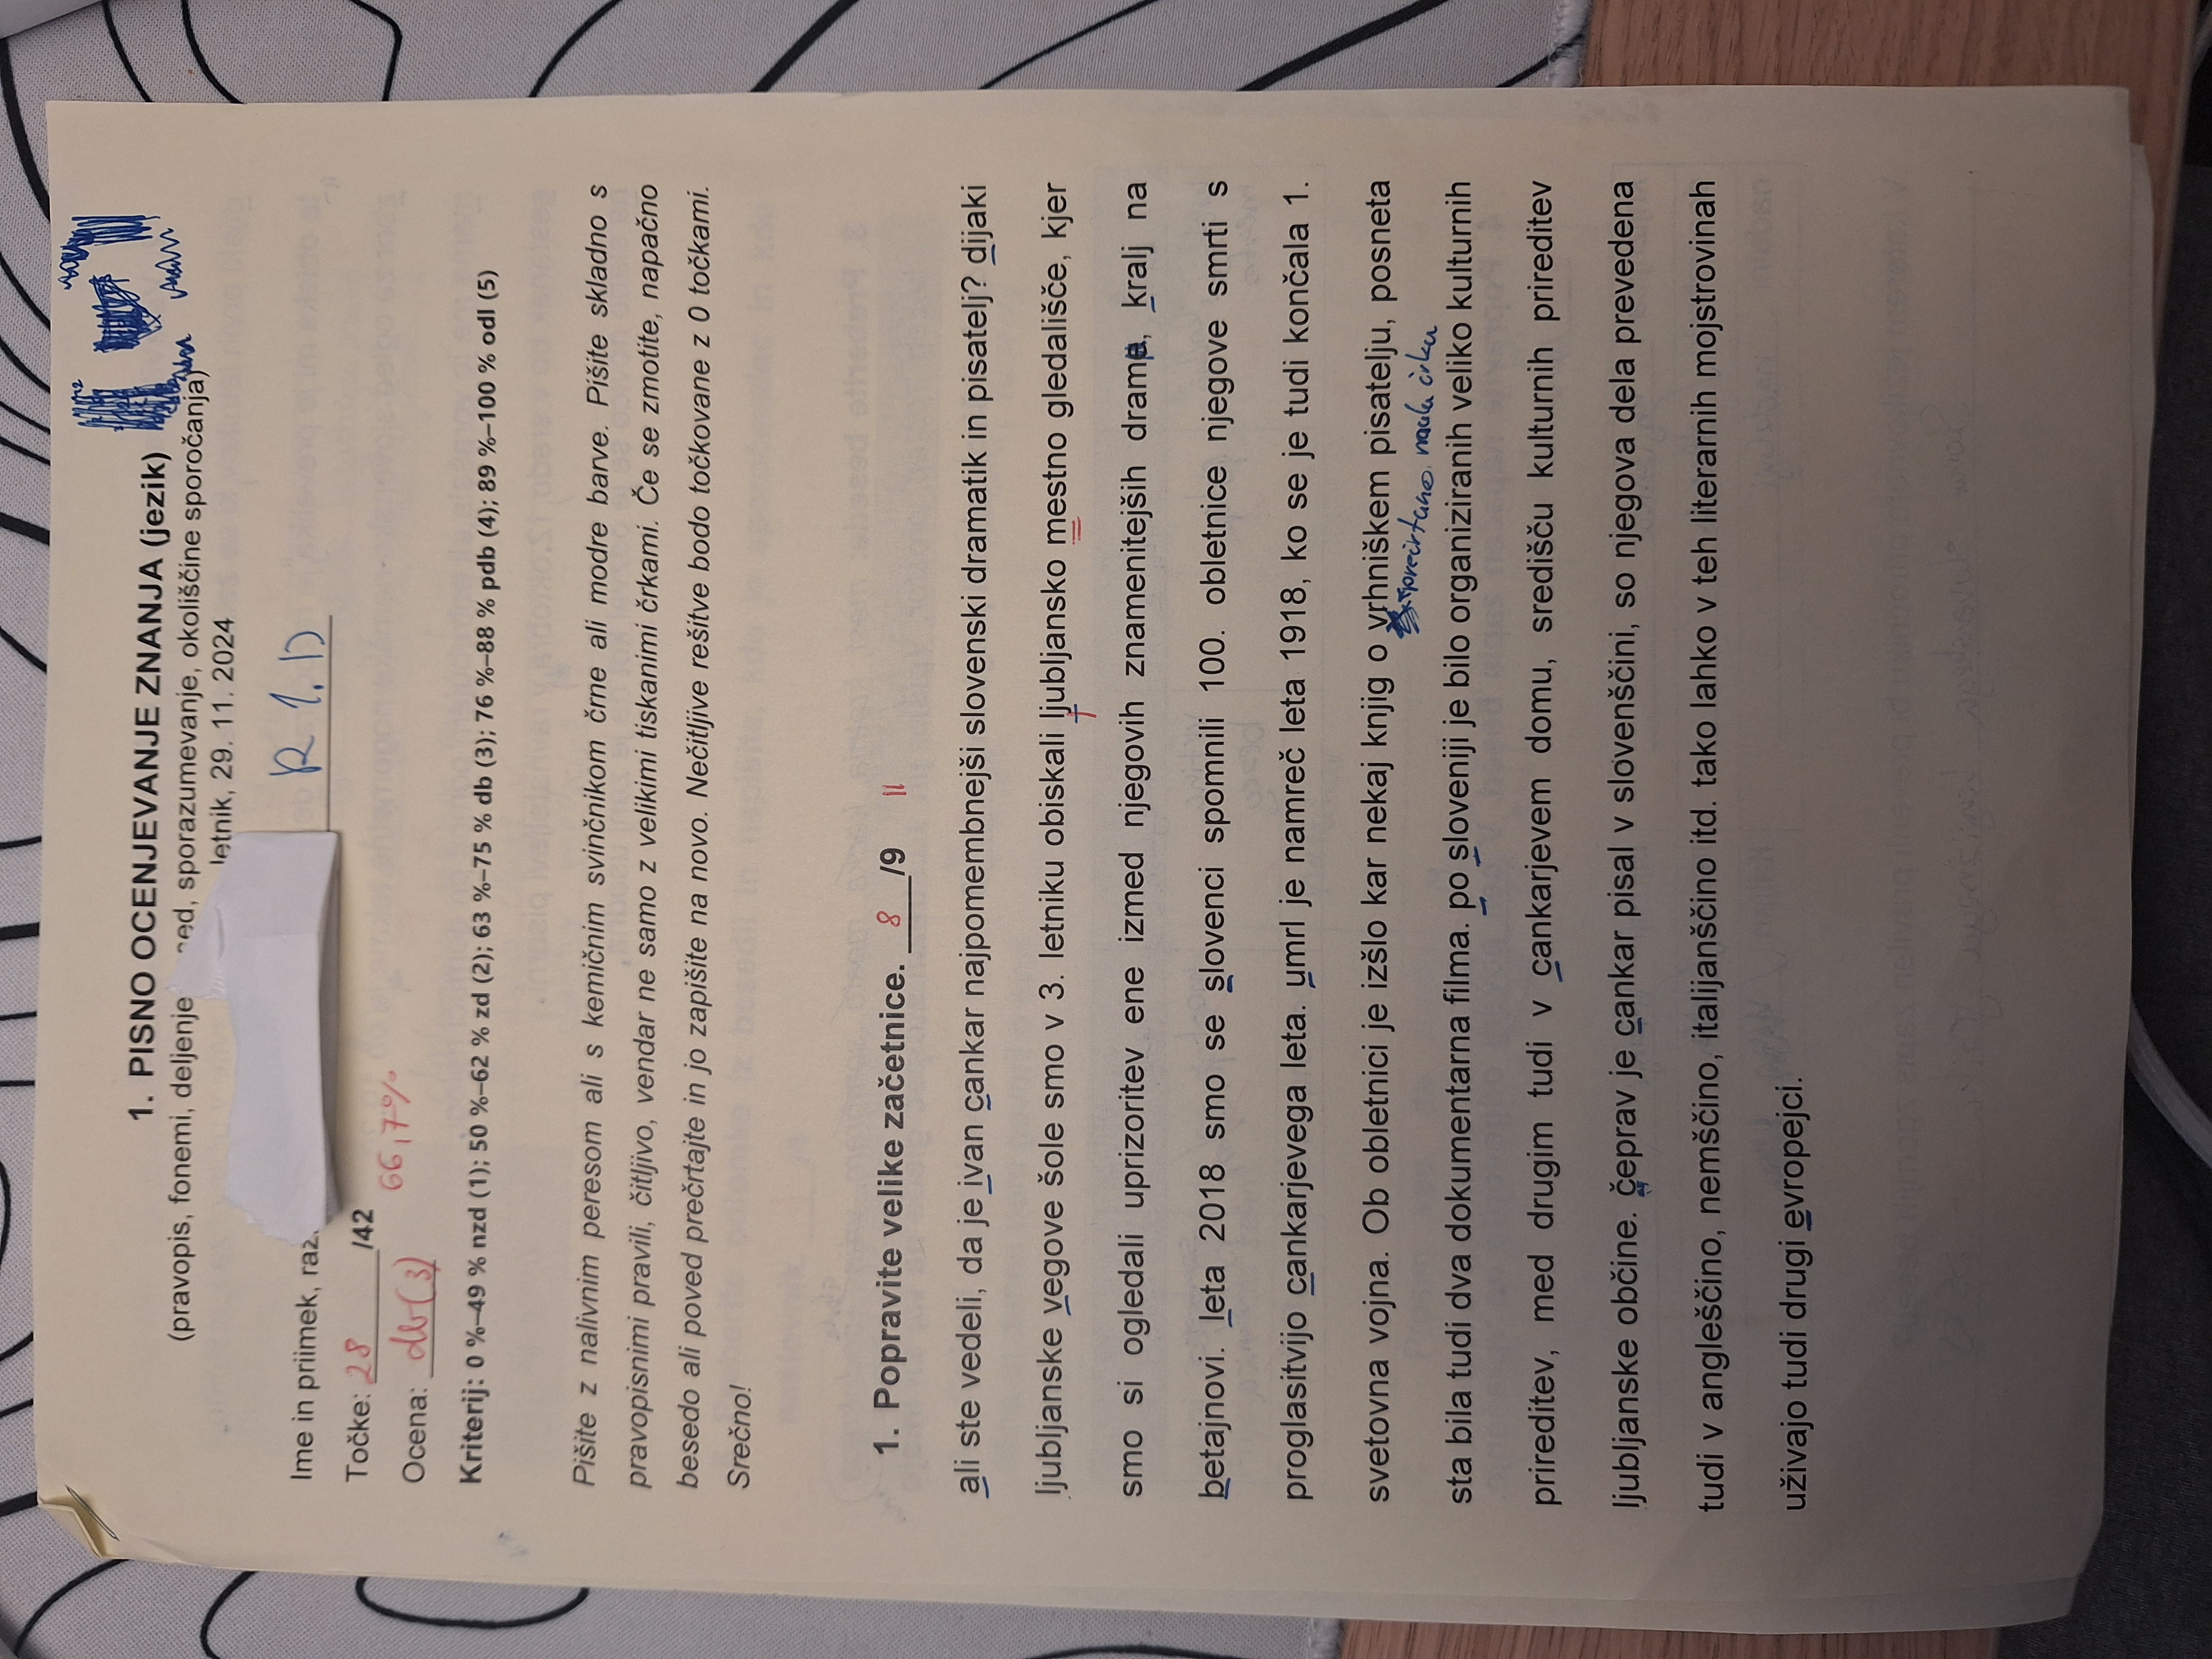 1. PISNO OCENJEVANJE ZNANJA (jezik)
(pravopis, fonemi, deljenje sed, sporazumevanje, okoliščine sporočanja)
letnik, 29. 11. 2024
Ime in priimek, raz. R 1. D
Točke: 28 /42
66,7%
Ocena: db(3)
Kriterij: 0 %–49 % nzd (1); 50 %–62 % zd (2); 63 %–75 % db (3); 76 %–88 % pdb (4); 89 %–100 % odl (5)
Pišite z nalivnim peresom ali s kemičnim svinčnikom črne ali modre barve. Pišite skladno s
pravopisnimi pravili, čitljivo, vendar ne samo z velikimi tiskanimi črkami. Če se zmotite, napačno
besedo ali poved prečrtajte in jo zapišite na novo. Nečitljive rešitve bodo točkovane z 0 točkami.
Srečno!
1. Popravite velike začetnice. 8 /9 11
ali ste vedeli, da je ivan cankar najpomembnejši slovenski dramatik in pisatelj? dijaki
ljubljanske vegove šole smo v 3. letniku obiskali ljubljansko mestno gledališče, kjer
smo si ogledali uprizoritev ene izmed njegovih znamenitejših drame, kralj na
betajnovi. leta 2018 smo se slovenci spomnili 100. obletnice njegove smrti s
proglasitvijo cankarjevega leta. umrl je namreč leta 1918, ko se je tudi končala 1.
svetovna vojna. Ob obletnici je izšlo kar nekaj knjig o vrhniškem pisatelju, posneta
sta bila tudi dva dokumentarna filma. po sloveniji je bilo organiziranih veliko kulturnih
prireditev, med drugim tudi v cankarjevem domu, središču kulturnih prireditev
ljubljanske občine. čeprav je cankar pisal v slovenščini, so njegova dela prevedena
tudi v angleščino, nemščino, italijanščino itd. tako lahko v teh literarnih mojstrovinah
uživajo tudi drugi evropejci.